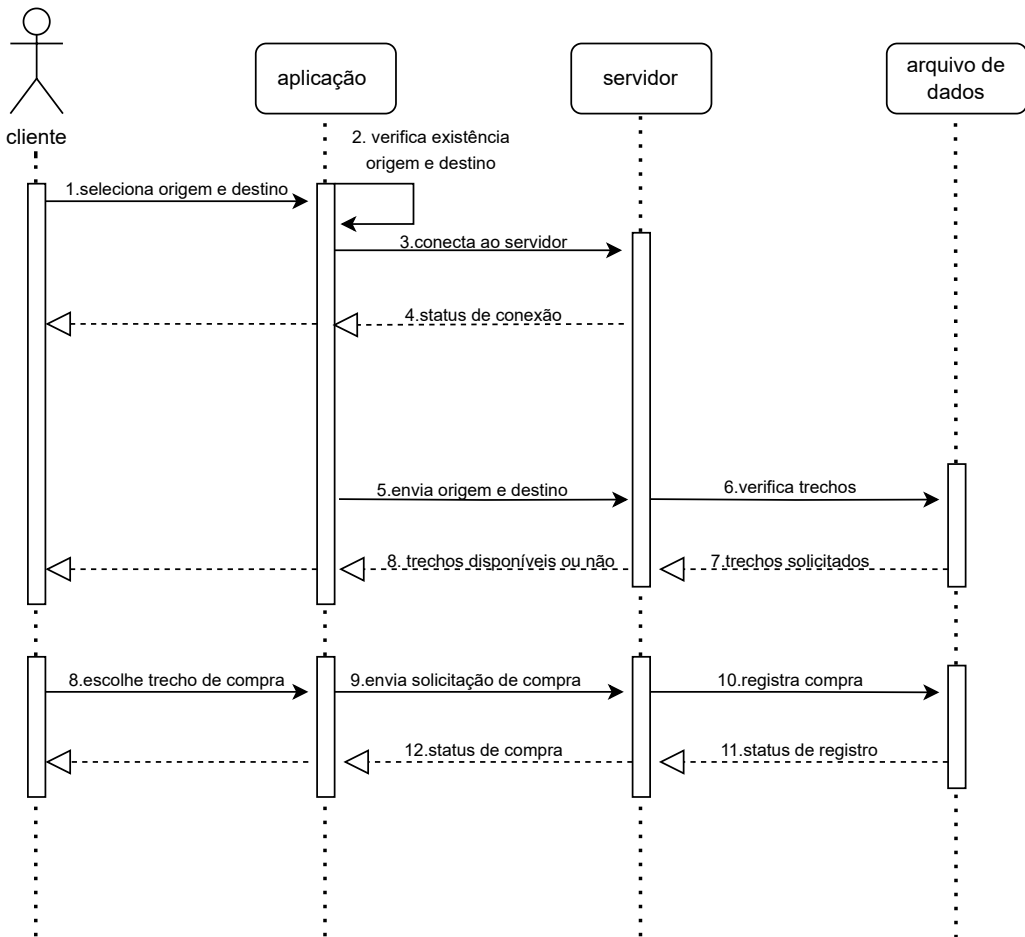 cliente
aplicação
servidor
arquivo de
dados
2. verifica existência
origem e destino
1.seleciona origem e destino
3.conecta ao servidor
4.status de conexão
5.envia origem e destino
6.verifica trechos
8. trechos disponíveis ou não
7.trechos solicitados
8.escolhe trecho de compra
9.envia solicitação de compra
10.registra compra
12.status de compra
11.status de registro